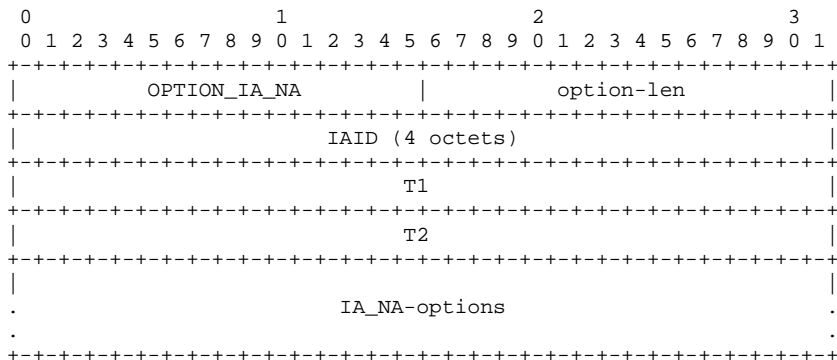 0                   1                   2                   3
 0 1 2 3 4 5 6 7 8 9 0 1 2 3 4 5 6 7 8 9 0 1 2 3 4 5 6 7 8 9 0 1
+-+-+-+-+-+-+-+-+-+-+-+-+-+-+-+-+-+-+-+-+-+-+-+-+-+-+-+-+-+-+-+-+
|          OPTION_IA_NA         |          option-len           |
+-+-+-+-+-+-+-+-+-+-+-+-+-+-+-+-+-+-+-+-+-+-+-+-+-+-+-+-+-+-+-+-+
|                        IAID (4 octets)                        |
+-+-+-+-+-+-+-+-+-+-+-+-+-+-+-+-+-+-+-+-+-+-+-+-+-+-+-+-+-+-+-+-+
|                              T1                               |
+-+-+-+-+-+-+-+-+-+-+-+-+-+-+-+-+-+-+-+-+-+-+-+-+-+-+-+-+-+-+-+-+
|                              T2                               |
+-+-+-+-+-+-+-+-+-+-+-+-+-+-+-+-+-+-+-+-+-+-+-+-+-+-+-+-+-+-+-+-+
|                                                               |
.                         IA_NA-options                         .
.                                                               .
+-+-+-+-+-+-+-+-+-+-+-+-+-+-+-+-+-+-+-+-+-+-+-+-+-+-+-+-+-+-+-+-+